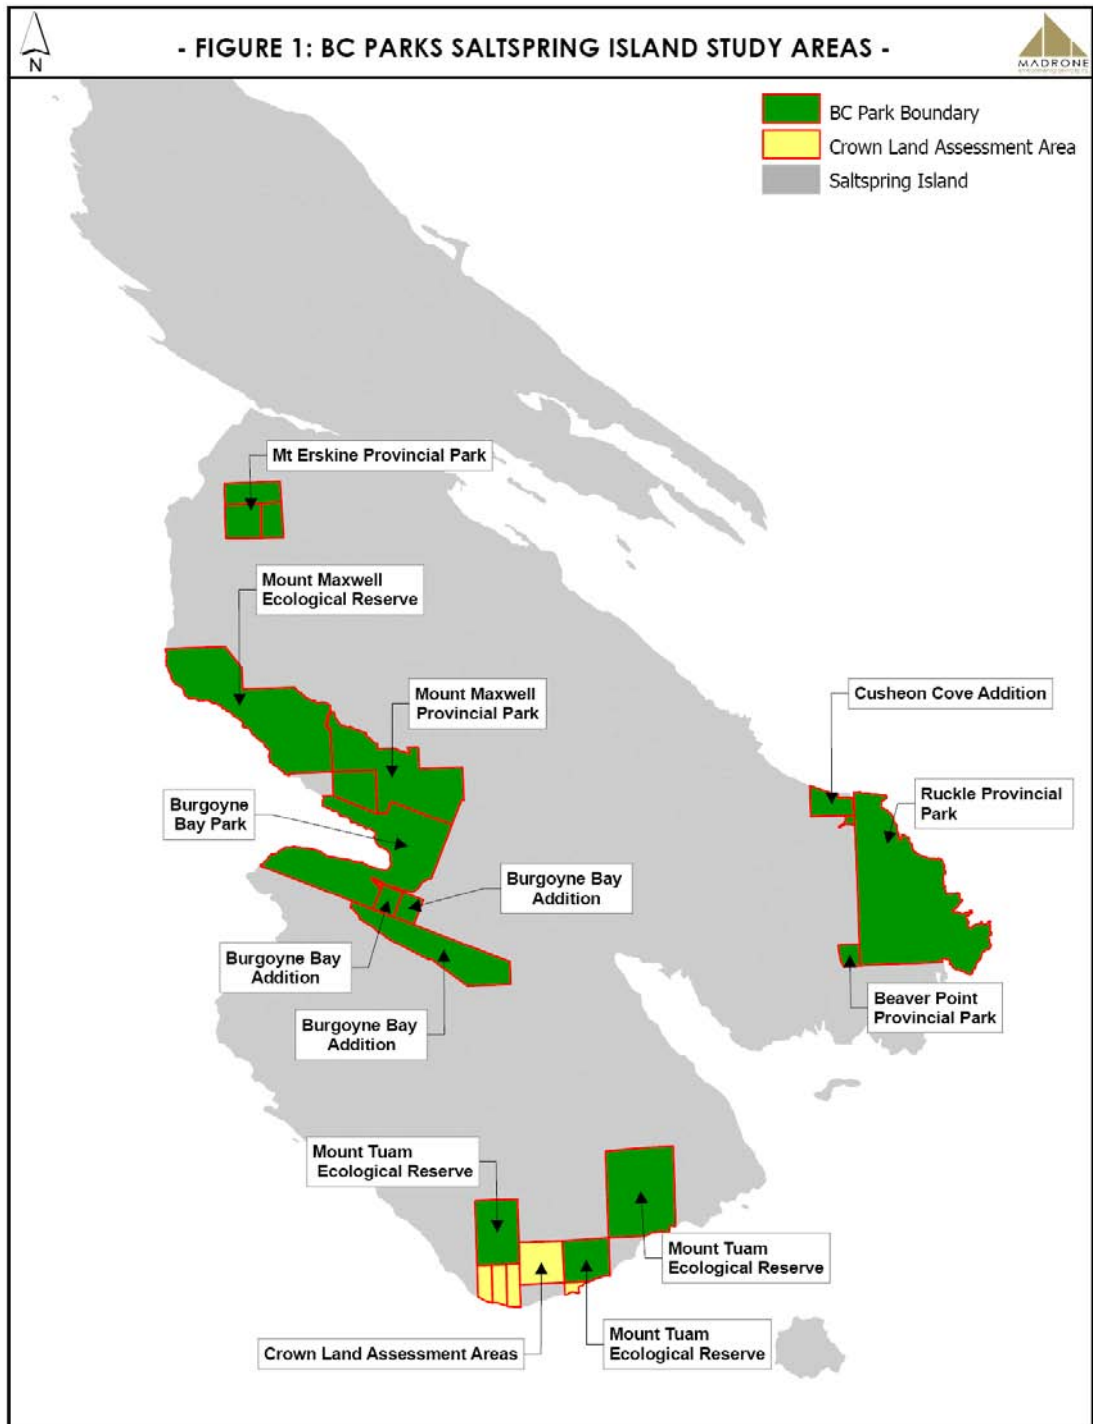 - FIGURE 1: BC PARKS SALTSPRING ISLAND STUDY AREAS -
N
MADRONE
BC Park Boundary
Crown Land Assessment Area
Saltspring Island
Mt Erskine Provincial Park
Mount Maxwell
Ecological Reserve
Mount Maxwell
Provincial Park
Cusheon Cove Addition
Ruckle Provincial
Park
Burgoyne
Bay Park
Burgoyne Bay
Addition
Burgoyne Bay
Addition
Burgoyne Bay
Addition
Beaver Point
Provincial Park
Mount Tuam
Ecological Reserve
Mount Tuam
Ecological Reserve
Mount Tuam
Ecological Reserve
Crown Land Assessment Areas